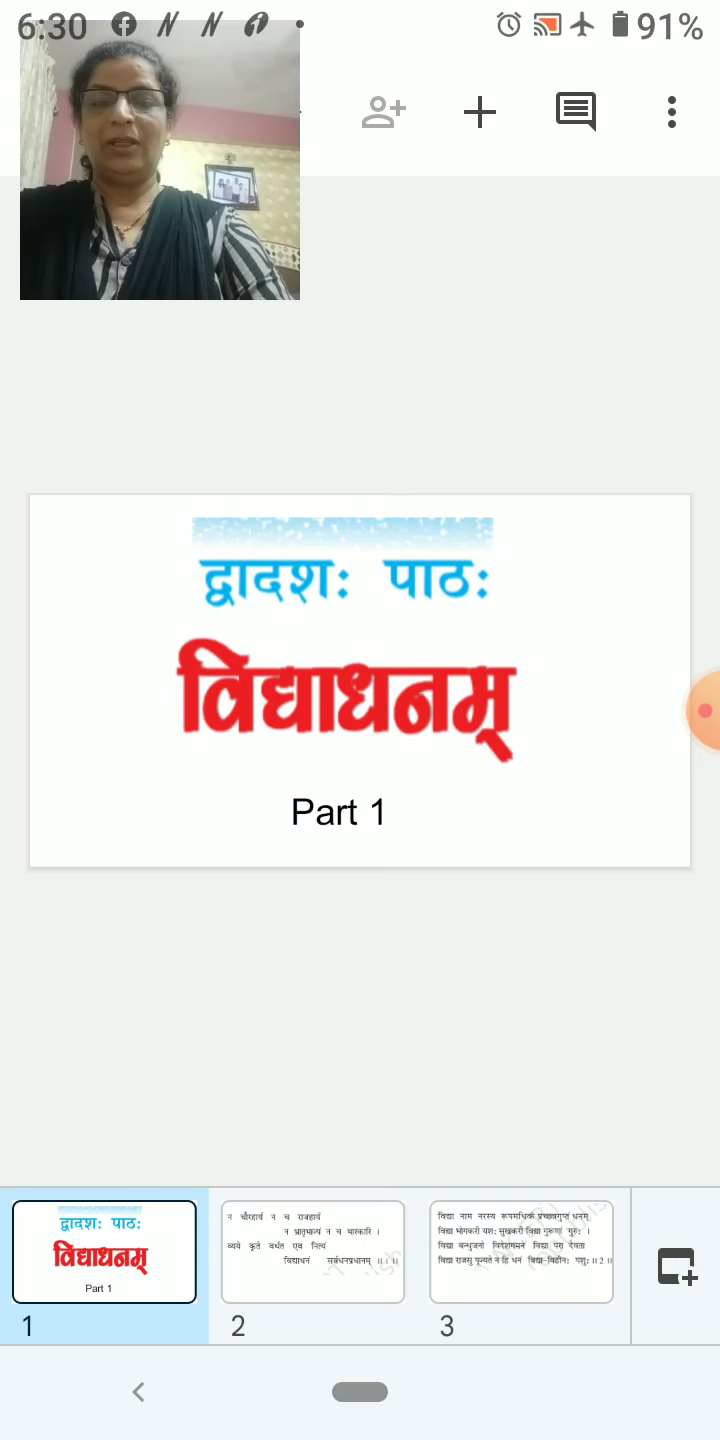 6:30
91%
द्वादशः पाठः
विद्याधनम्
Part 1
द्वादशः पाठः
विद्याधनम्
Part 1
1
न चौरहार्यं न च राजहार्यं
न भ्रातृभाज्यं न च भारकारि ।
व्यये कृते वर्धत एव नित्यं
विद्याधनं सर्वधनप्रधानम् ॥1॥
2
विद्या नाम नरस्य रूपमधिकं प्रच्छन्नगुप्तं धनम्
विद्या भोगकरी यशः सुखकरी विद्या गुरूणां गुरुः ।
विद्या बन्धुजनो विदेशगमने विद्या परा देवता
विद्या राजसु पूज्यते न हि धनं विद्या-विहीनः पशुः ॥ 2 ॥
3